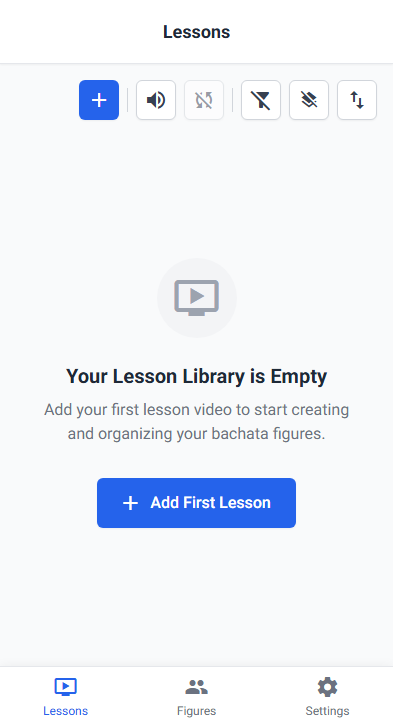 Lessons
Your Lesson Library is Empty
Add your first lesson video to start creating
and organizing your bachata figures.
Add First Lesson
Lessons
Figures
Settings